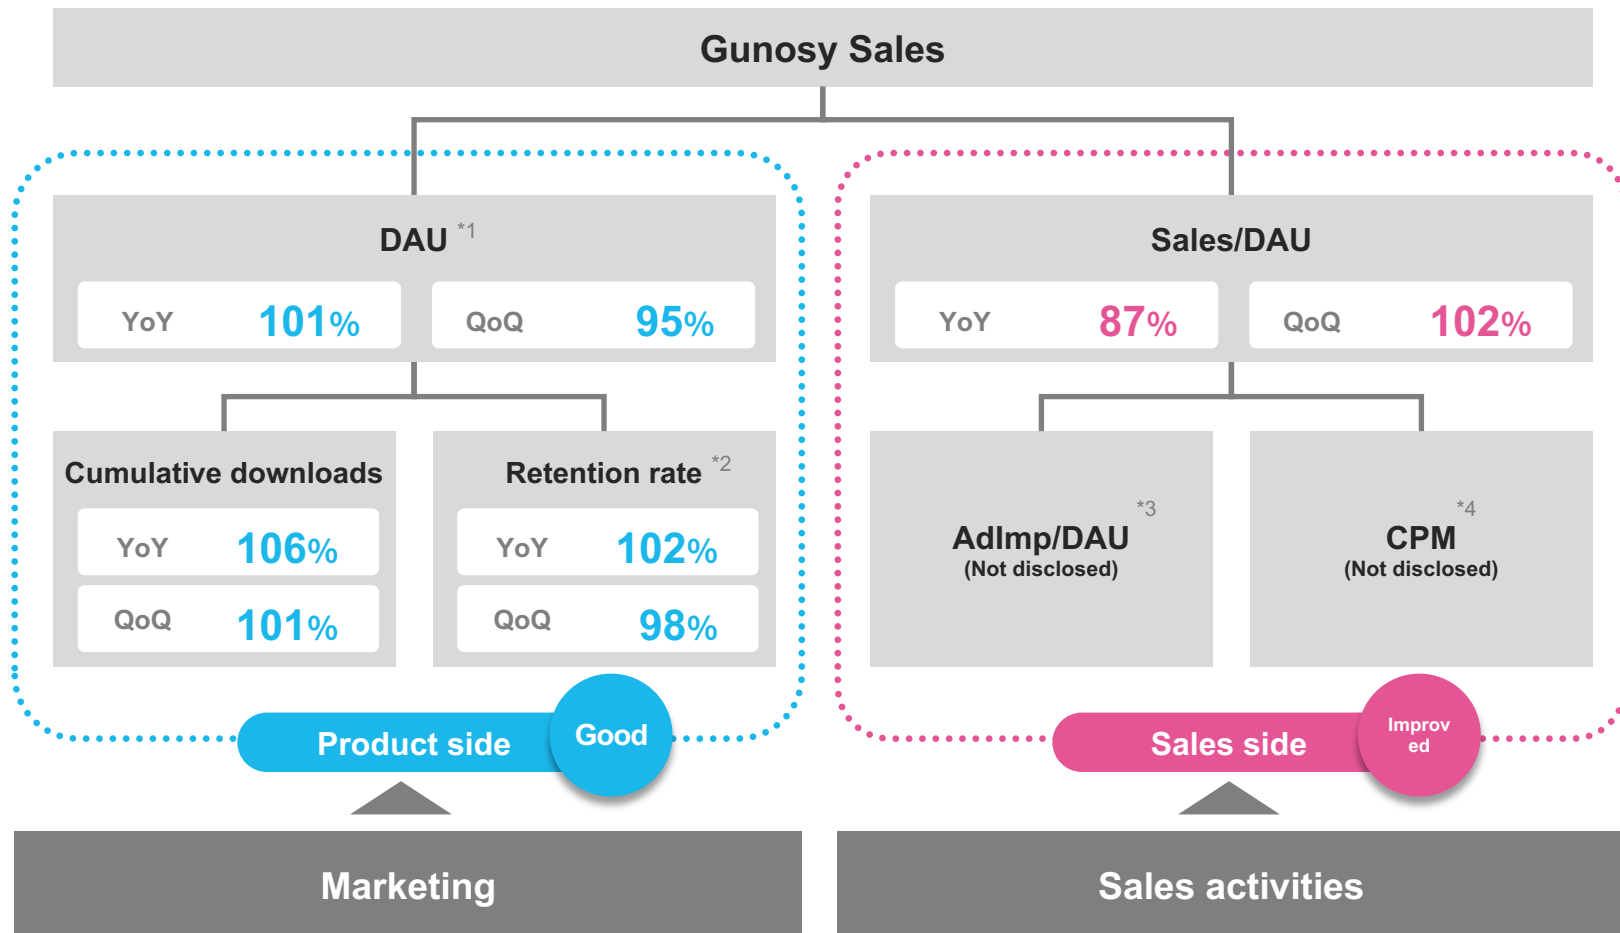 Gunosy Sales
DAU *1
YoY 101%
QoQ 95%
Sales/DAU
YoY 87%
QoQ 102%
Cumulative downloads
YoY 106%
QoQ 101%
Retention rate *2
YoY 102%
QoQ 98%
AdImp/DAU *3
(Not disclosed)
CPM *4
(Not disclosed)
Product side
Good
Sales side
Improv
ed
Marketing
Sales activities